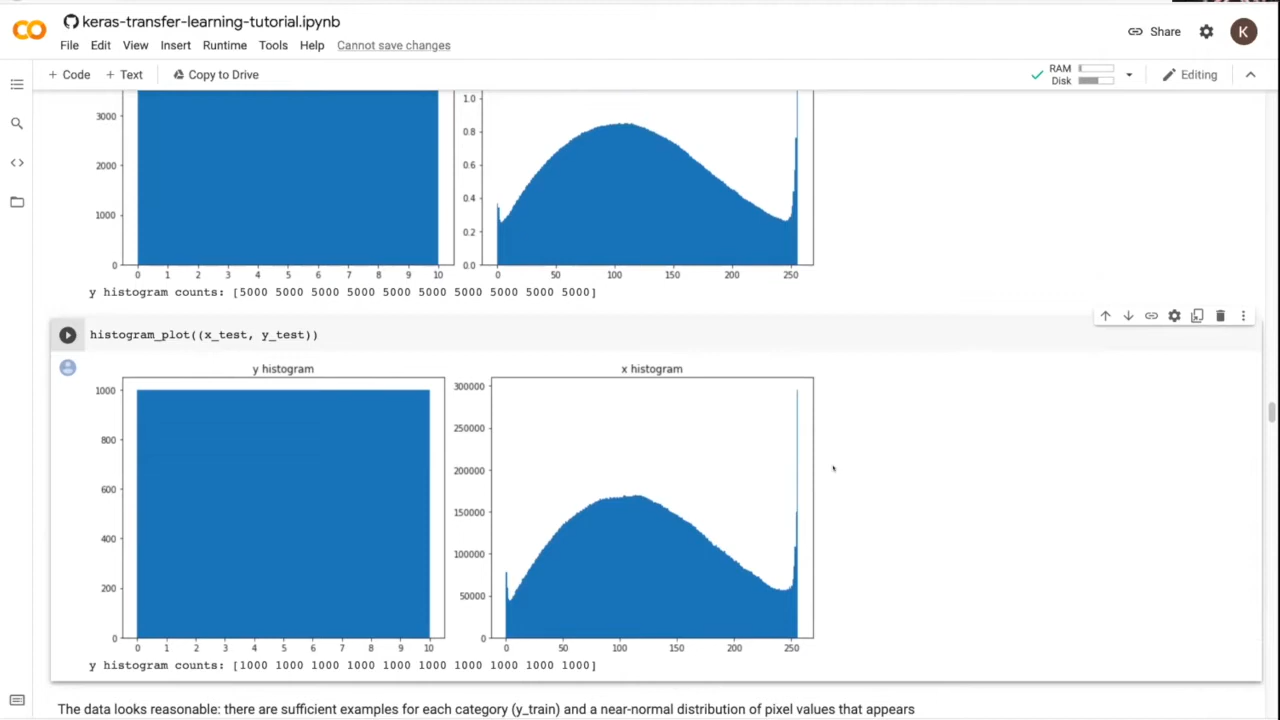 keras-transfer-learning-tutorial.ipynb
File Edit View Insert Runtime Tools Help Cannot save changes
Share
K
+ Code + Text Copy to Drive
RAM
Disk
Editing
3000
2000
1000
0
0 1 2 3 4 5 6 7 8 9 10
1.0
0.8
0.6
0.4
0.2
0.0
0 50 100 150 200 250
y histogram counts: [5000 5000 5000 5000 5000 5000 5000 5000 5000 5000]
histogram_plot((x_test, y_test))
y histogram
1000
800
600
400
200
0
0 1 2 3 4 5 6 7 8 9 10
x histogram
300000
250000
200000
150000
100000
50000
0
0 50 100 150 200 250
y histogram counts: [1000 1000 1000 1000 1000 1000 1000 1000 1000 1000]
The data looks reasonable: there are sufficient examples for each category (y_train) and a near-normal distribution of pixel values that appears